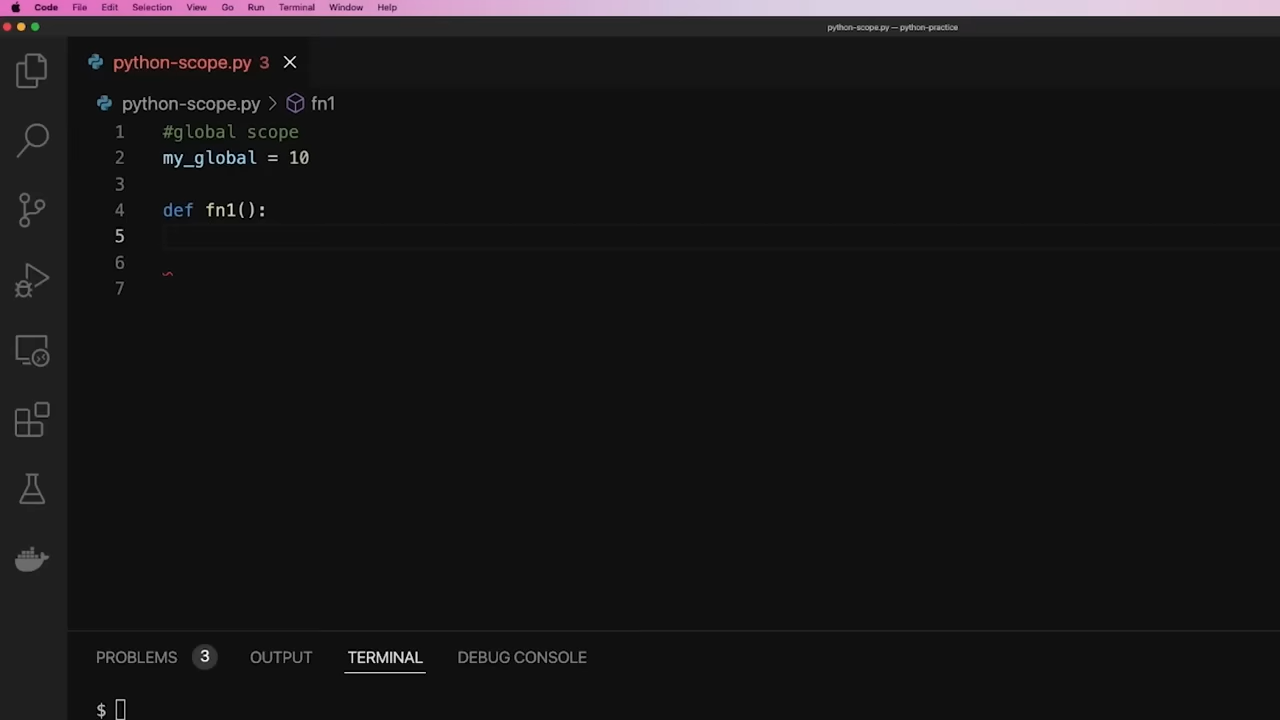 Code File Edit Selection View Go Run Terminal Window Help
python-scope.py — python-practice
python-scope.py 3
python-scope.py > fn1
1 #global scope
2 my_global = 10
3
4 def fn1():
5
6
7
PROBLEMS 3 OUTPUT TERMINAL DEBUG CONSOLE
$